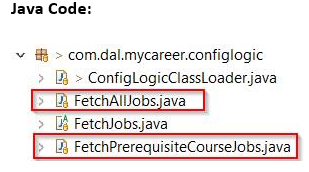 Java Code:
> com.dal.mycareer.configlogic
> ConfigLogicClassLoader.java
FetchAllJobs.java
FetchJobs.java
FetchPrerequisiteCourseJobs.java